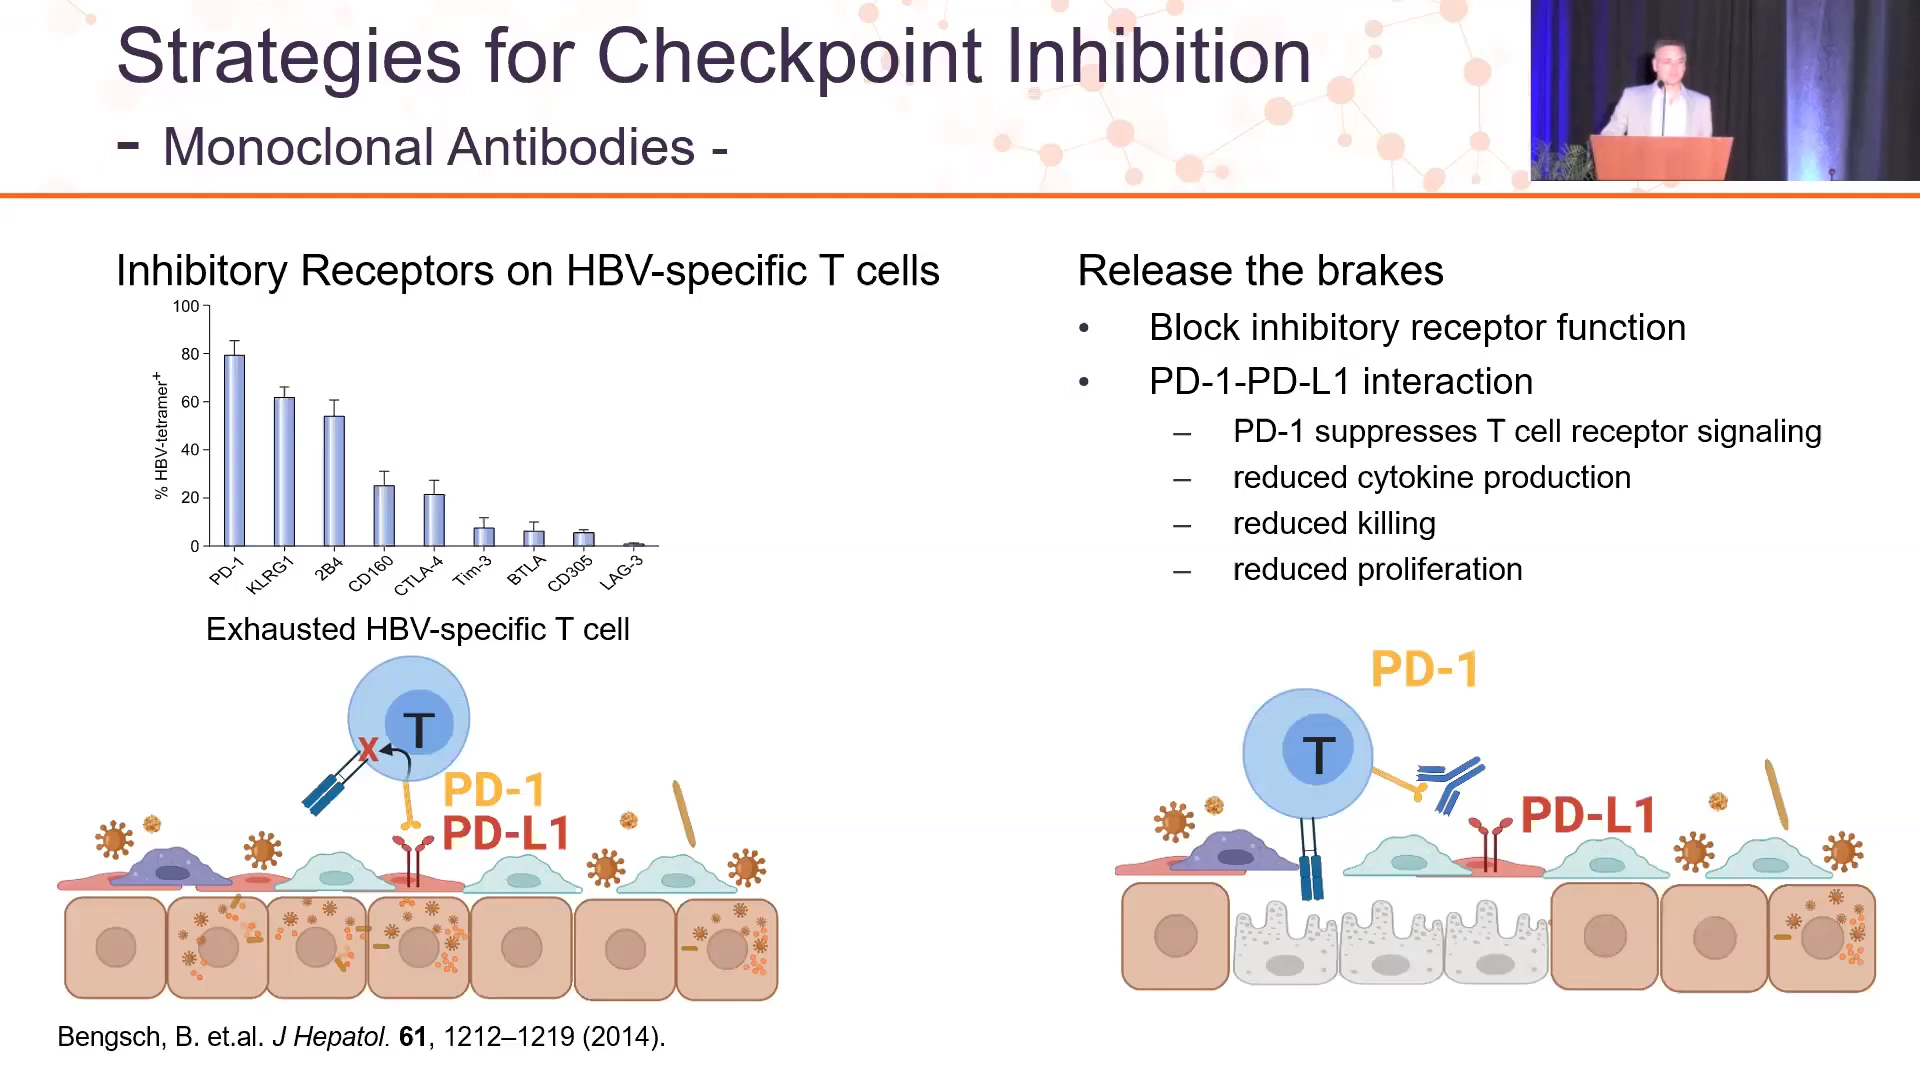 Strategies for Checkpoint Inhibition
- Monoclonal Antibodies -
Inhibitory Receptors on HBV-specific T cells
% HBV-tetramer+
100
80
60
40
20
0
PD-1
KLRG1
2B4
CD160
CTLA-4
Tim-3
BTLA
CD305
LAG-3
Exhausted HBV-specific T cell
T
X
PD-1
PD-L1
Bengsch, B. et.al. J Hepatol. 61, 1212–1219 (2014).
Release the brakes
• Block inhibitory receptor function
• PD-1-PD-L1 interaction
– PD-1 suppresses T cell receptor signaling
– reduced cytokine production
– reduced killing
– reduced proliferation
PD-1
T
PD-L1